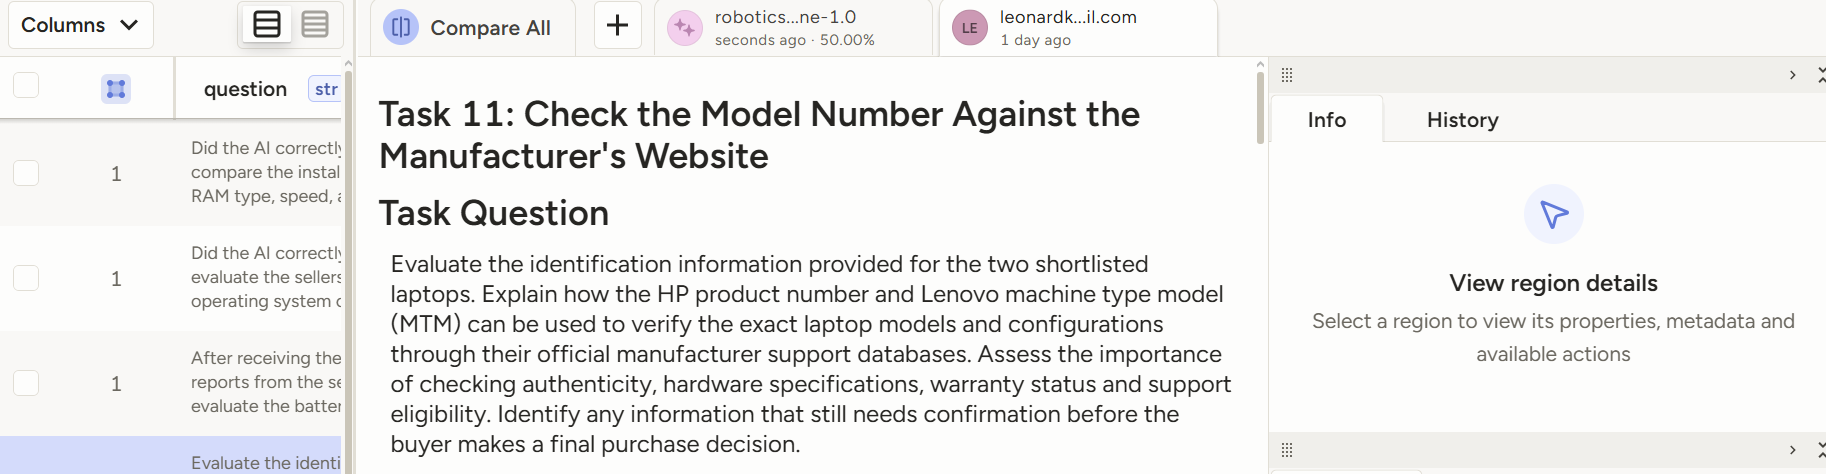 Columns
Compare All
robotics...ne-1.0
seconds ago · 50.00%
LE
leonardk...il.com
1 day ago
question str
1
Did the AI correctly
compare the instal
RAM type, speed, a
1
Did the AI correctly
evaluate the sellers
operating system
1
After receiving the
reports from the se
evaluate the batter
Evaluate the identi
Task 11: Check the Model Number Against the
Manufacturer's Website
Task Question
Evaluate the identification information provided for the two shortlisted
laptops. Explain how the HP product number and Lenovo machine type model
(MTM) can be used to verify the exact laptop models and configurations
through their official manufacturer support databases. Assess the importance
of checking authenticity, hardware specifications, warranty status and support
eligibility. Identify any information that still needs confirmation before the
buyer makes a final purchase decision.
Info
History
View region details
Select a region to view its properties, metadata and
available actions